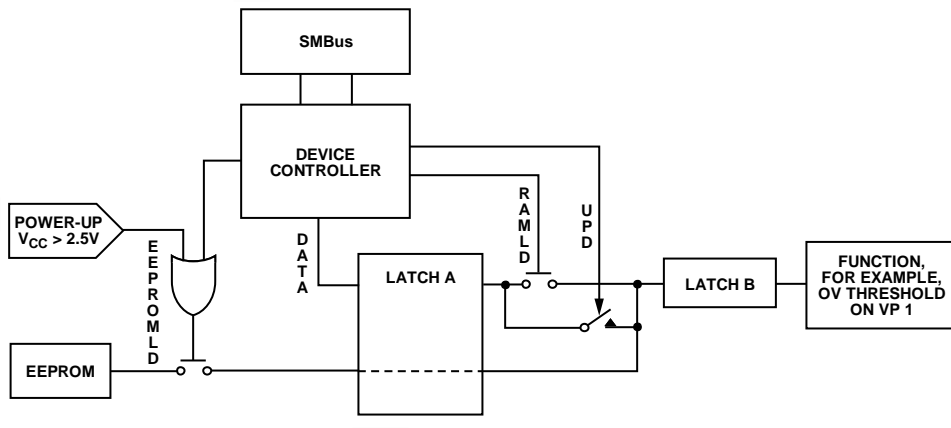 SMBus
DEVICE
CONTROLLER
POWER-UP
VCC > 2.5V
EEPROMLD
DATA
RAMLD
UPD
LATCH A
LATCH B
FUNCTION,
FOR EXAMPLE,
OV THRESHOLD
ON VP 1
EEPROM